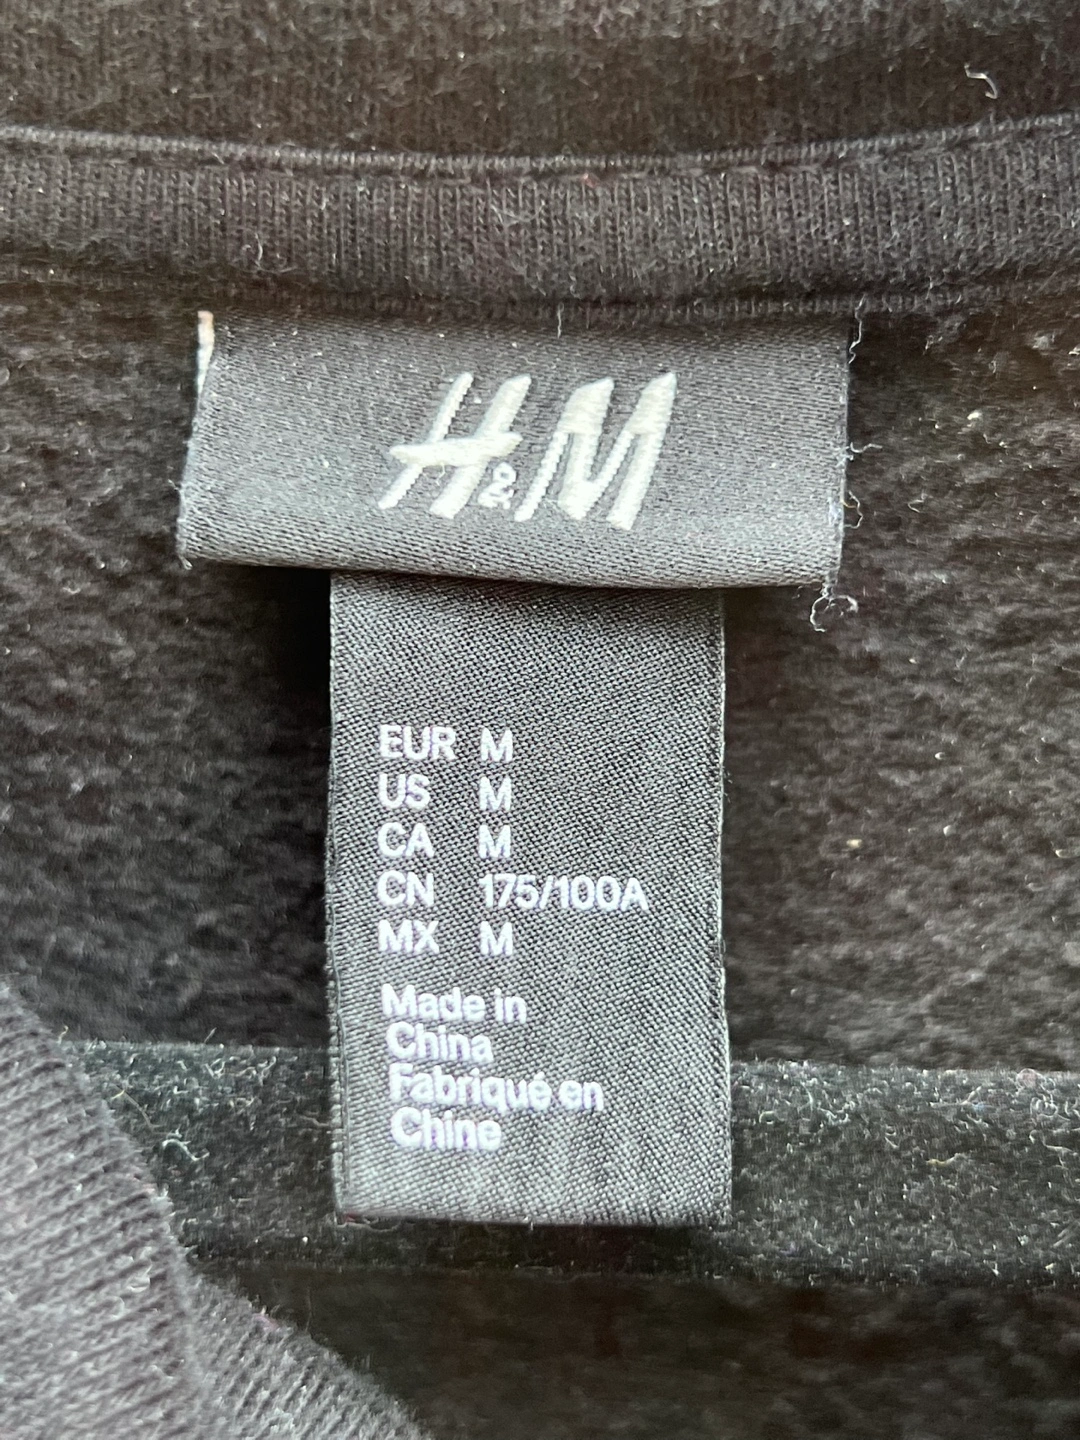 H&M
EUR M
US M
CA M
CN 175/100A
MX M
Made in
China
Fabriqué en
Chine